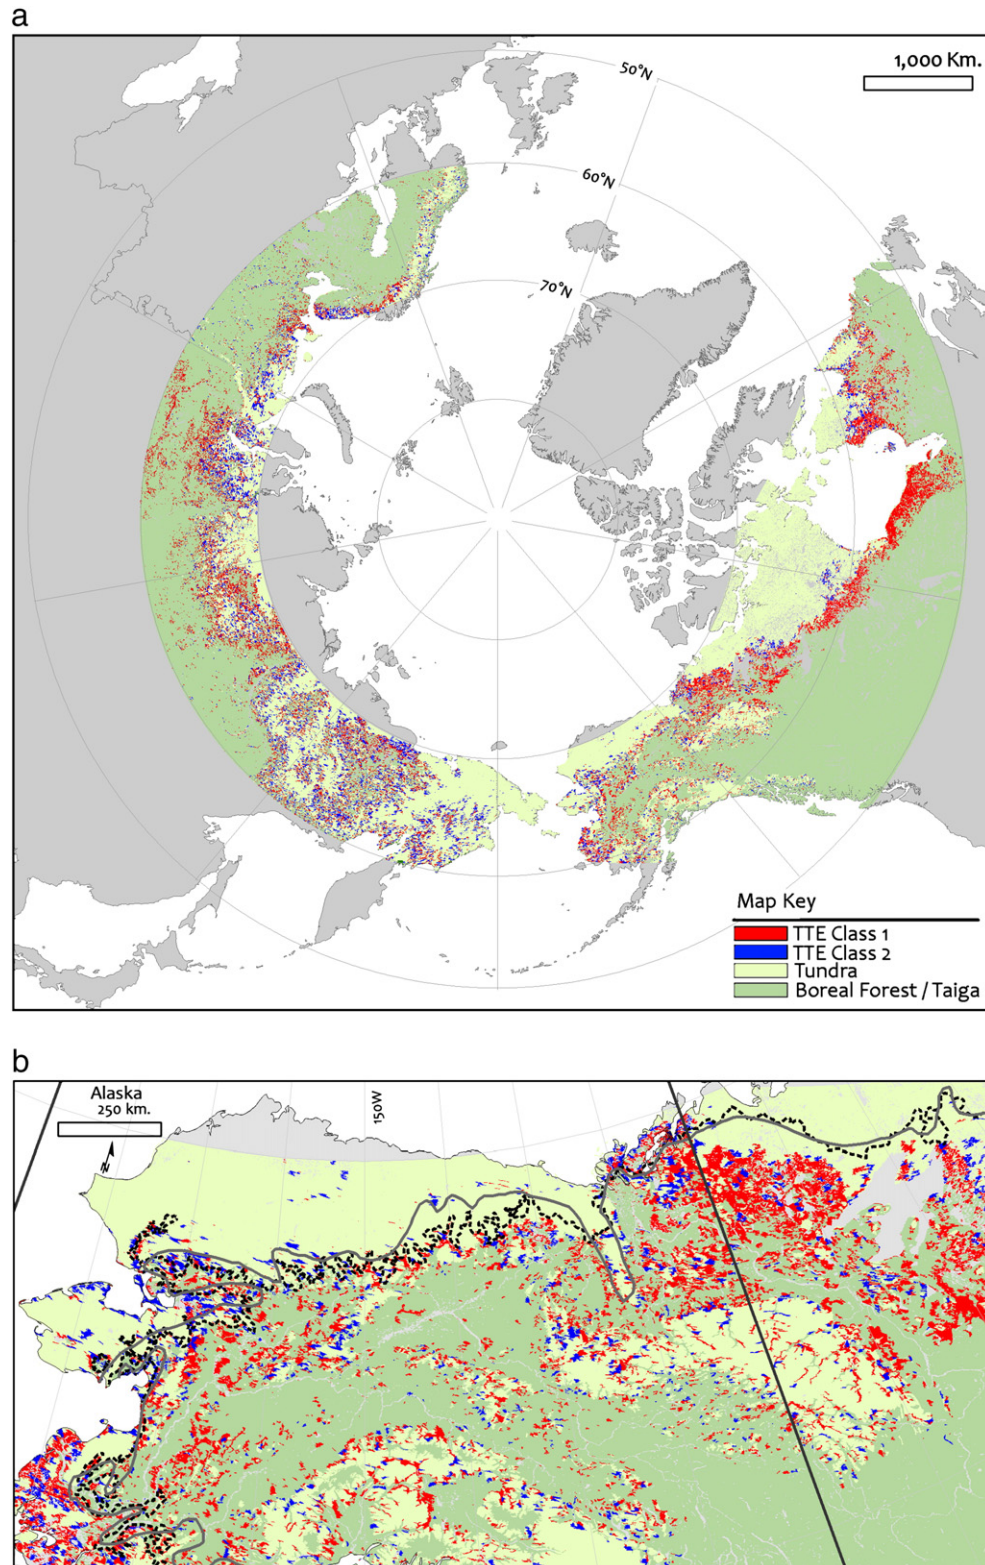 a
1,000 Km.
50°N
60°N
70°N
Map Key
TTE Class 1
TTE Class 2
Tundra
Boreal Forest / Taiga
b
Alaska
250 km.
N
150W